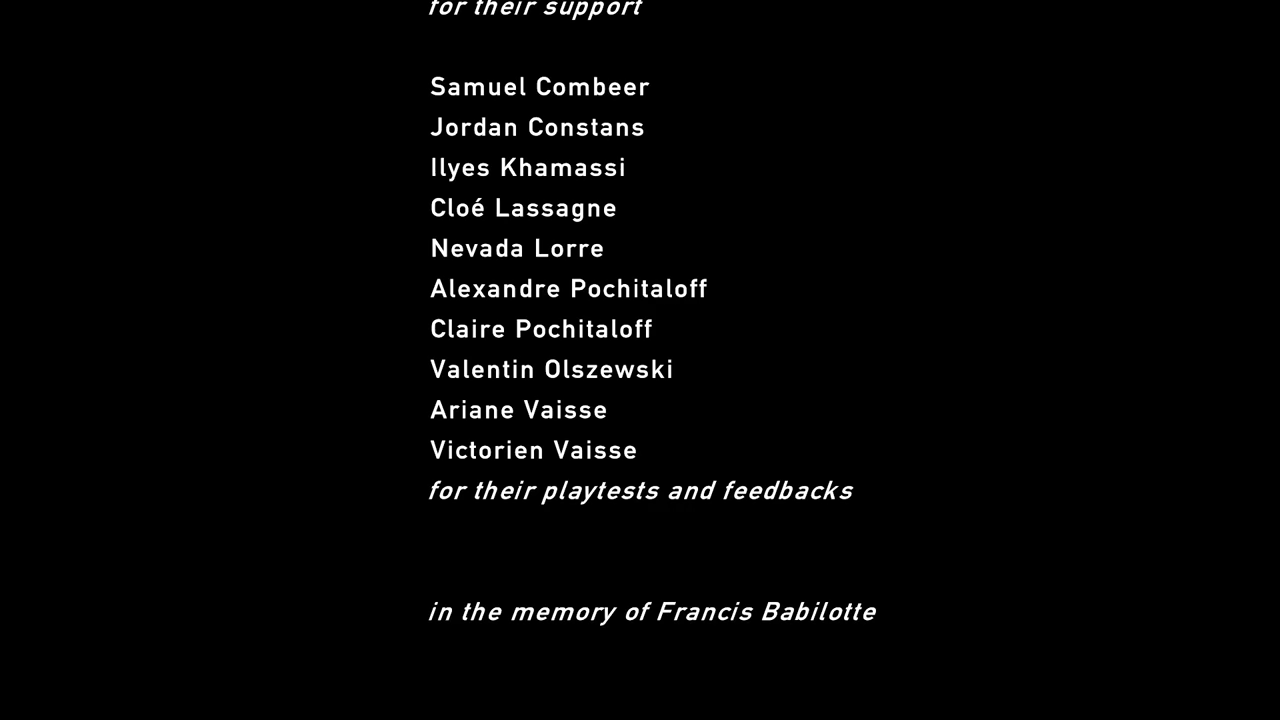 for their support
Samuel Combeer
Jordan Constans
Ilyes Khamassi
Cloé Lassagne
Nevada Lorre
Alexandre Pochitaloff
Claire Pochitaloff
Valentin Olszewski
Ariane Vaisse
Victorien Vaisse
for their playtests and feedbacks
in the memory of Francis Babilotte